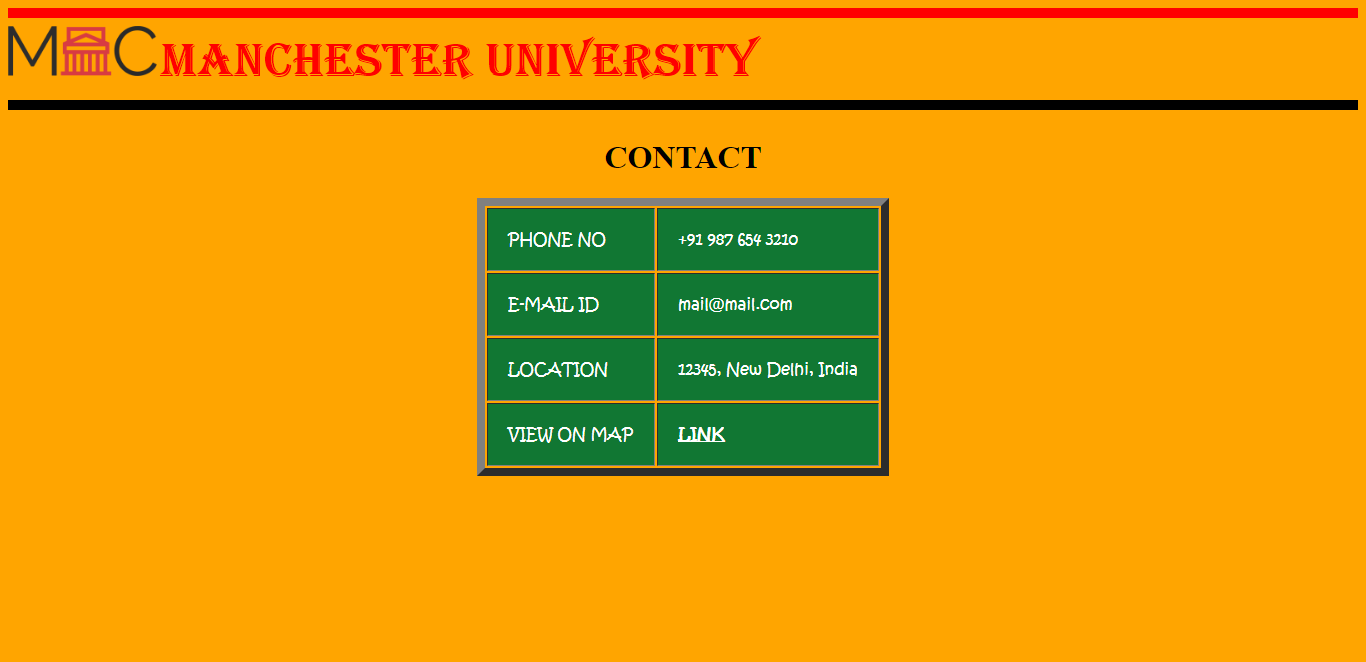 M C MANCHESTER UNIVERSITY
CONTACT
PHONE NO +91 987 654 3210
E-MAIL ID mail@mail.com
LOCATION 12345, New Delhi, India
VIEW ON MAP LINK